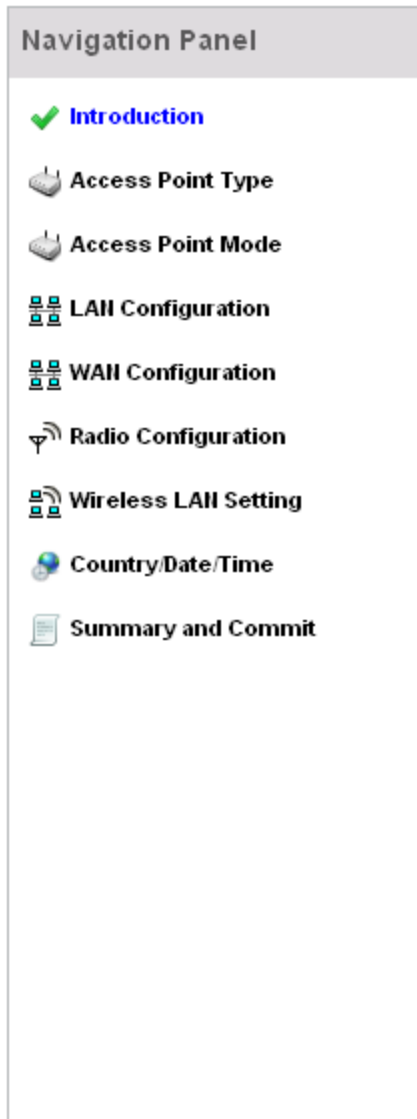 Navigation Panel
Introduction
Access Point Type
Access Point Mode
LAN Configuration
WAN Configuration
Radio Configuration
Wireless LAN Setting
Country/Date/Time
Summary and Commit